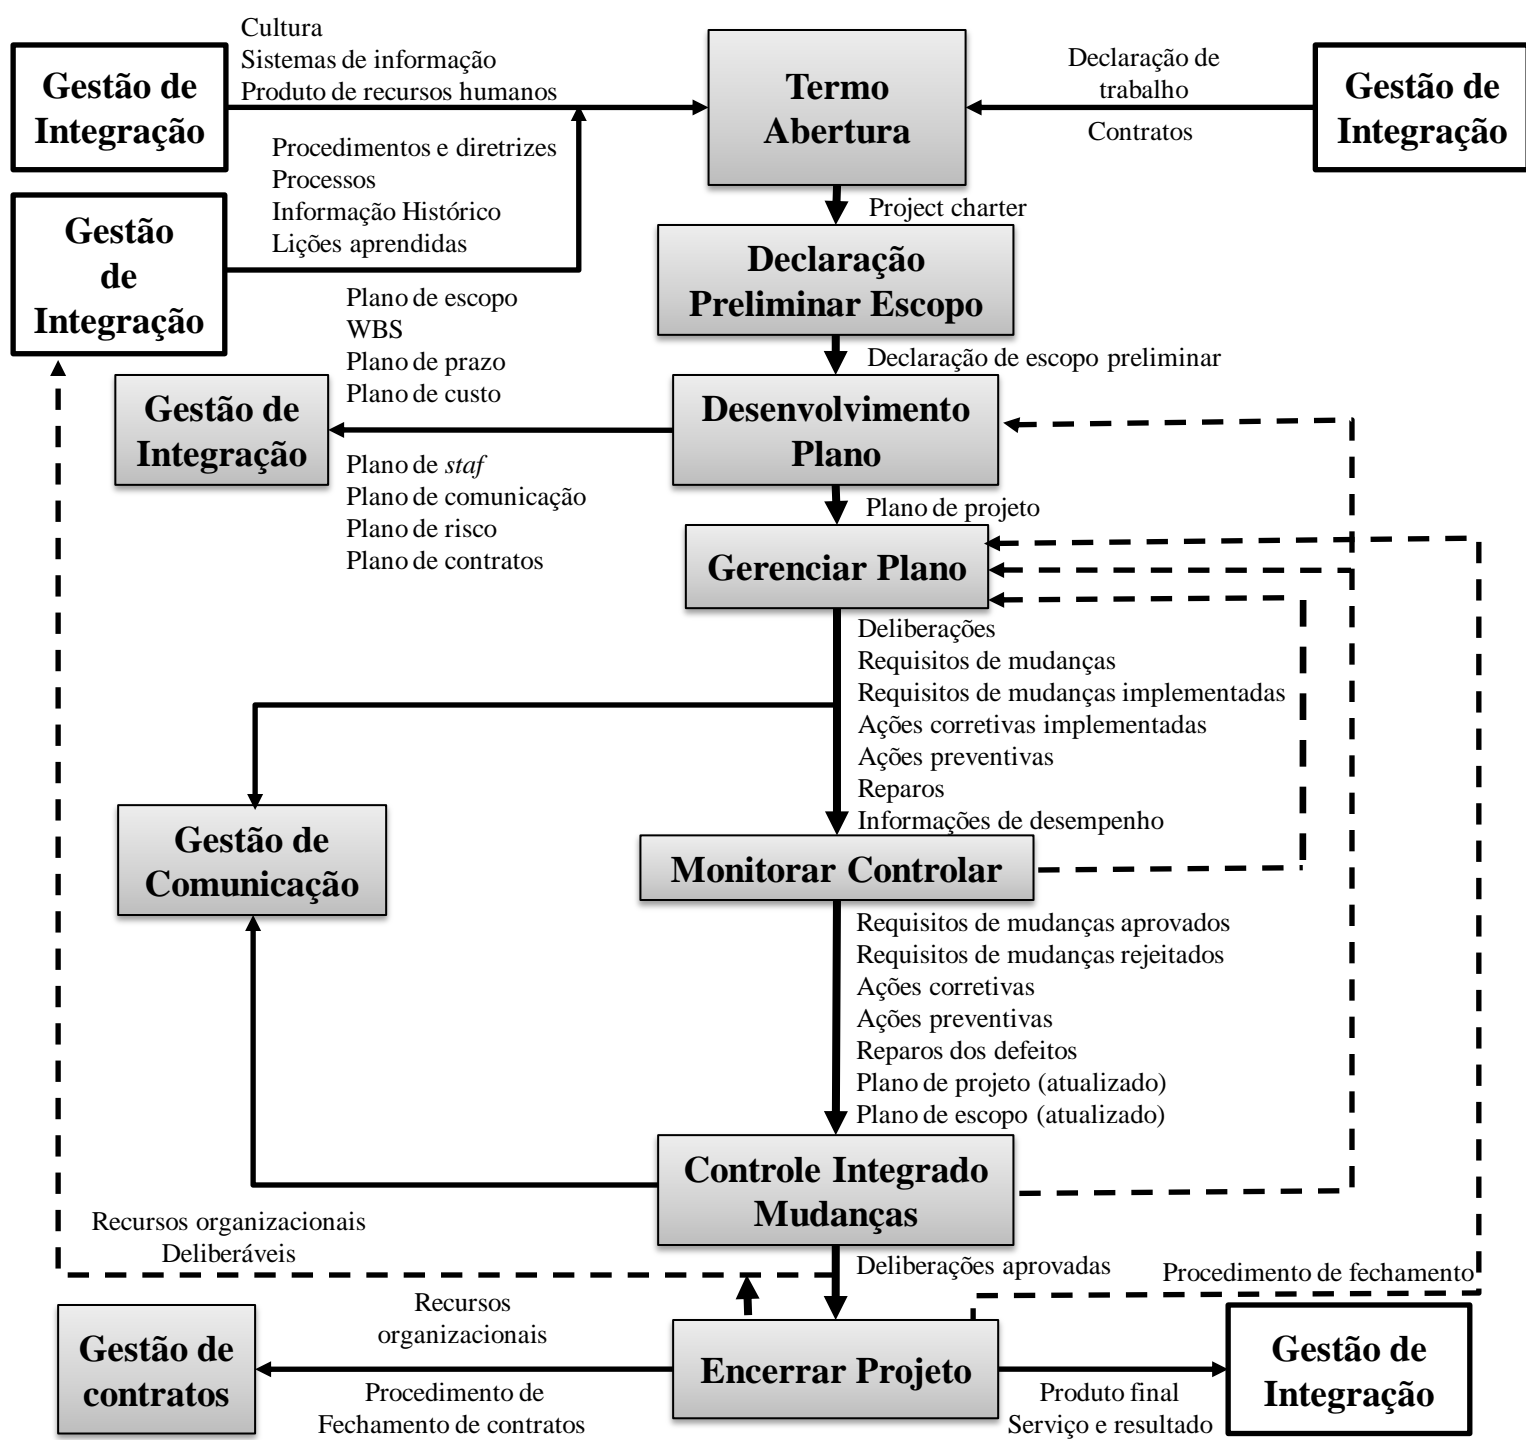 Cultura
Sistemas de informação
Produto de recursos humanos
Gestão de
Integração
Termo
Abertura
Declaração de
trabalho
Contratos
Gestão de
Integração
Procedimentos e diretrizes
Processos
Informação Histórico
Lições aprendidas
Gestão
de
Integração
Project charter
Declaração
Preliminar Escopo
Plano de escopo
WBS
Plano de prazo
Plano de custo
Declaração de escopo preliminar
Gestão de
Integração
Desenvolvimento
Plano
Plano de staf
Plano de comunicação
Plano de risco
Plano de contratos
Plano de projeto
Gerenciar Plano
Deliberações
Requisitos de mudanças
Requisitos de mudanças implementadas
Ações corretivas implementadas
Ações preventivas
Reparos
Informações de desempenho
Gestão de
Comunicação
Monitorar Controlar
Requisitos de mudanças aprovados
Requisitos de mudanças rejeitados
Ações corretivas
Ações preventivas
Reparos dos defeitos
Plano de projeto (atualizado)
Plano de escopo (atualizado)
Controle Integrado
Mudanças
Recursos organizacionais
Deliberáveis
Deliberações aprovadas
Procedimento de fechamento
Recursos
organizacionais
Gestão de
contratos
Encerrar Projeto
Gestão de
Integração
Procedimento de
Fechamento de contratos
Produto final
Serviço e resultado